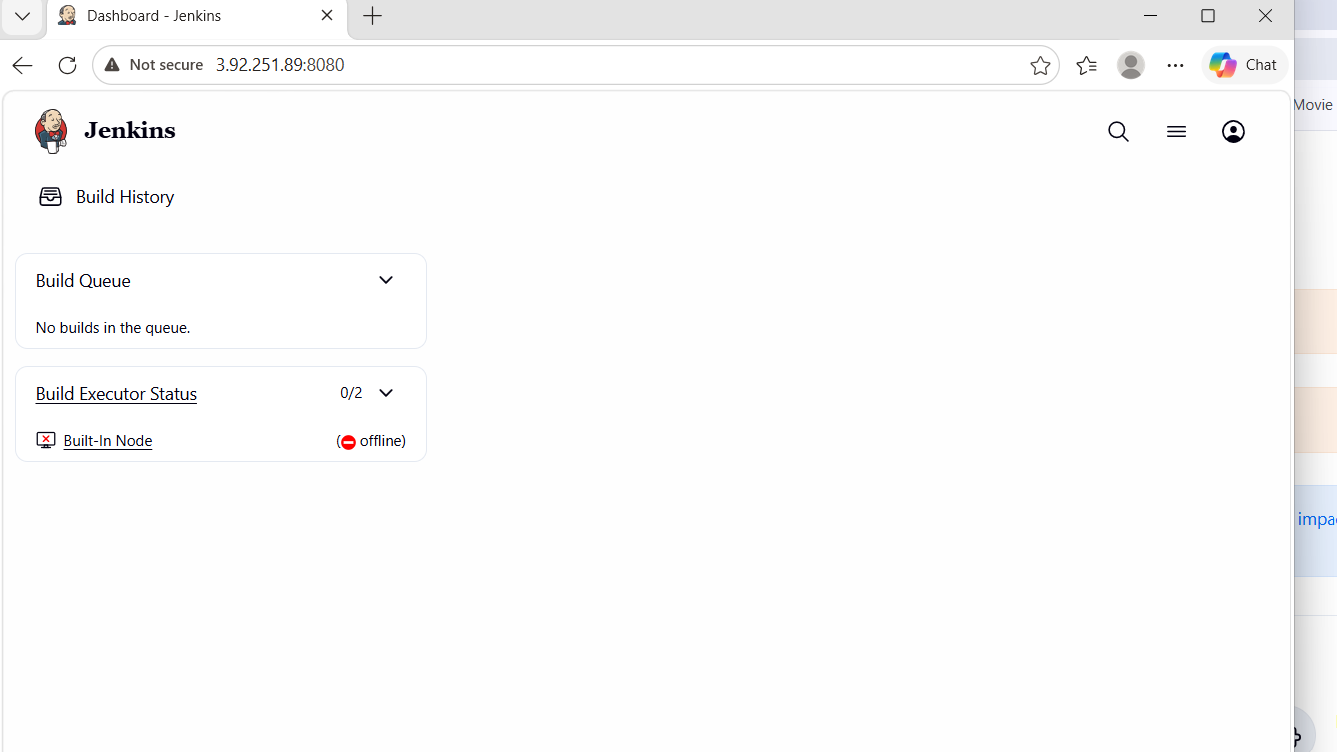 Dashboard - Jenkins
Not secure 3.92.251.89:8080
Chat
Movie
Jenkins
Build History
Build Queue
No builds in the queue.
Build Executor Status 0/2
Built-In Node (offline)